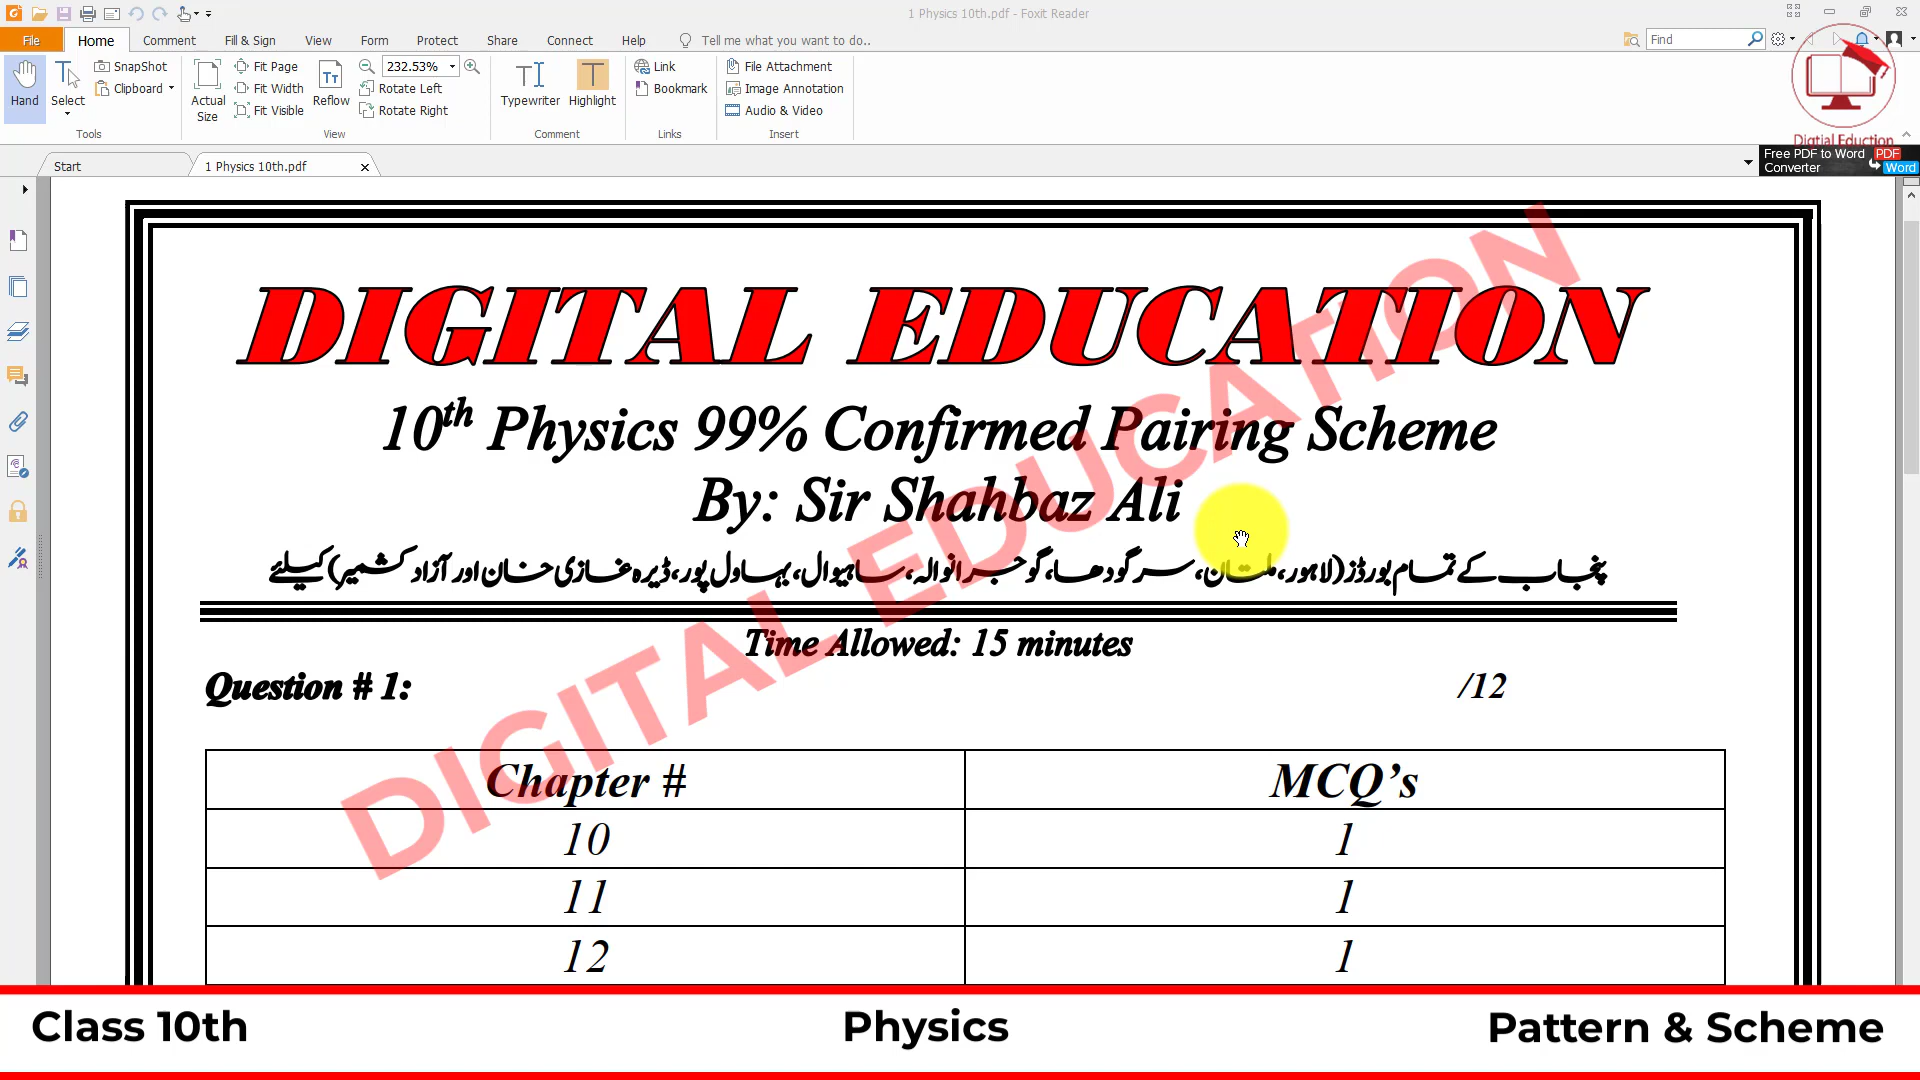 1 Physics 10th.pdf - Foxit Reader
File Home Comment Fill & Sign View Form Protect Share Connect Help Tell me what you want to do.. Find
Hand
Select
SnapShot
Clipboard
Tools
Actual Size
Fit Page
Fit Width
Fit Visible
Reflow
232.53%
Rotate Left
Rotate Right
View
Typewriter
Highlight
Comment
Link
Bookmark
Links
File Attachment
Image Annotation
Audio & Video
Insert
Digtial Eduction
Start
1 Physics 10th.pdf
Free PDF to Word PDF
Converter Word
DIGITAL EDUCATION
10th Physics 99% Confirmed Pairing Scheme
By: Sir Shahbaz Ali
پنجاب کے تمام بورڈز (لاہور، ملتان، سرگودھا، گوجرانوالہ، ساہیوال، بہاولپور، ڈیرہ غازی خان اور آزاد کشمیر) کیلئے
Time Allowed: 15 minutes
Question # 1: /12
Chapter # MCQ’s
10 1
11 1
12 1
DIGITAL EDUCATION
Class 10th Physics Pattern & Scheme